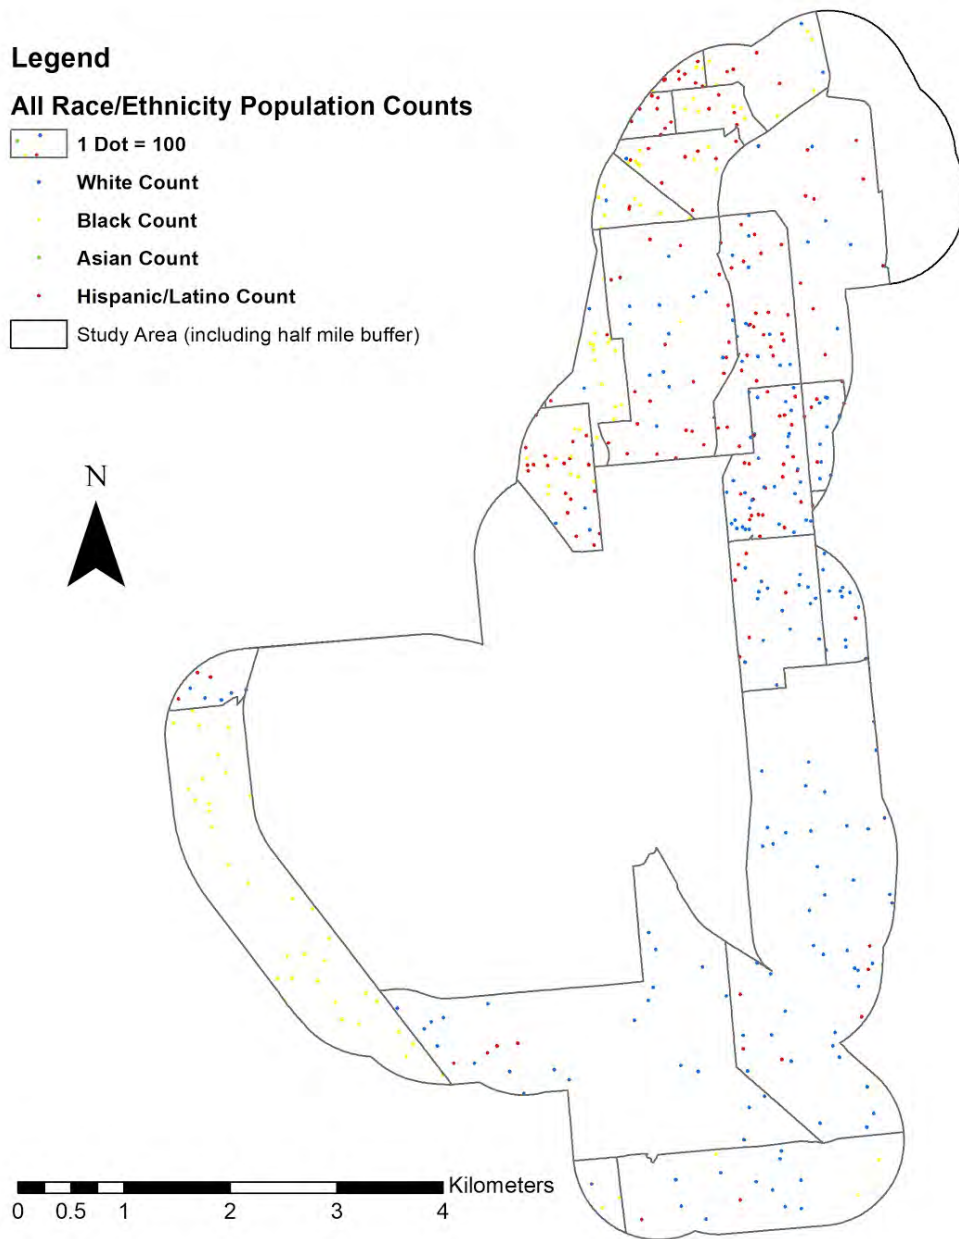 Legend
All Race/Ethnicity Population Counts
1 Dot = 100
White Count
Black Count
Asian Count
Hispanic/Latino Count
Study Area (including half mile buffer)
N
Kilometers
0 0.5 1 2 3 4